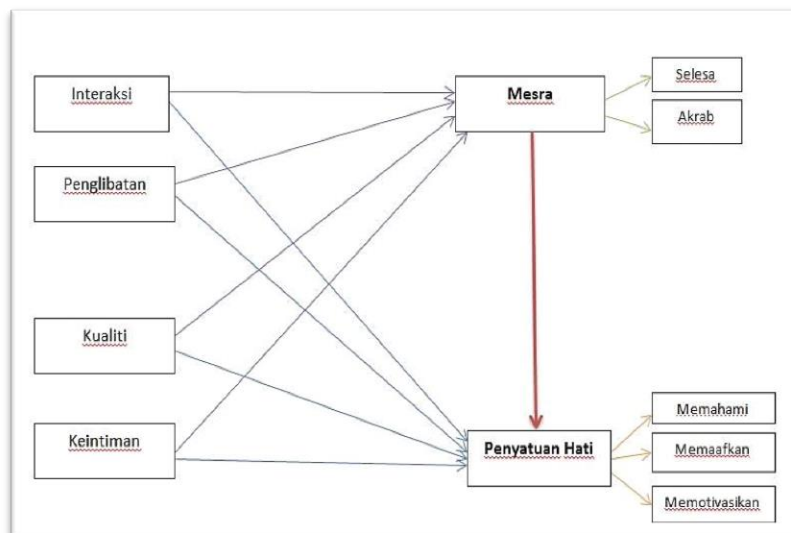 Interaksi
Mesra
Selesa
Akrab
Penglibatan
Kualiti
Keintiman
Penyatuan Hati
Memahami
Memaafkan
Memotivasikan